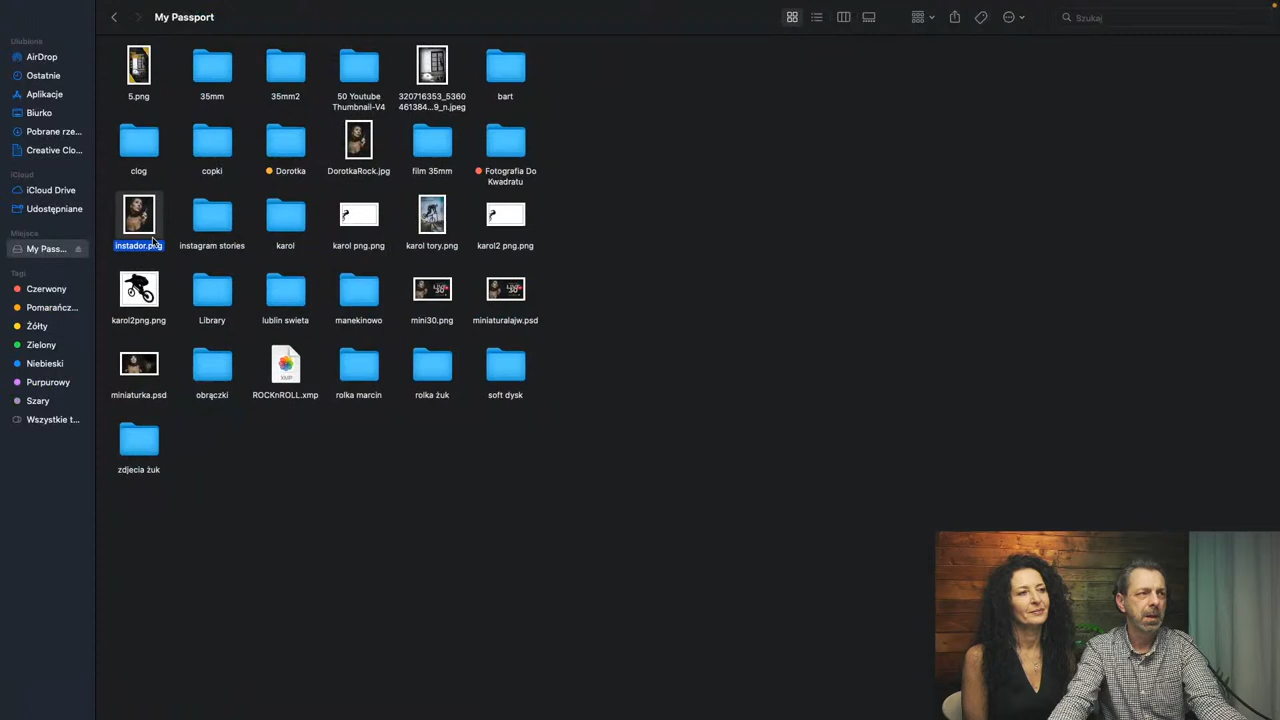 My Passport
Szukaj
Ulubione
AirDrop
Ostatnie
Aplikacje
Biurko
Pobrane rze...
Creative Clo...
iCloud
iCloud Drive
Udostępniane
Miejsca
My Pass...
Tagi
Czerwony
Pomarańcz...
Żółty
Zielony
Niebieski
Purpurowy
Szary
Wszystkie t...
5.png
35mm
35mm2
50 Youtube
Thumbnail-V4
320716353_5360
461384...9_n.jpeg
bart
clog
copki
Dorotka
DorotkaRock.jpg
film 35mm
Fotografia Do
Kwadratu
instador.png
instagram stories
karol
karol png.png
karol tory.png
karol2 png.png
karol2png.png
Library
lublin swieta
manekinowo
mini30.png
miniaturalajw.psd
miniaturka.psd
obrączki
XMP
ROCKnROLL.xmp
rolka marcin
rolka żuk
soft dysk
zdjecia żuk